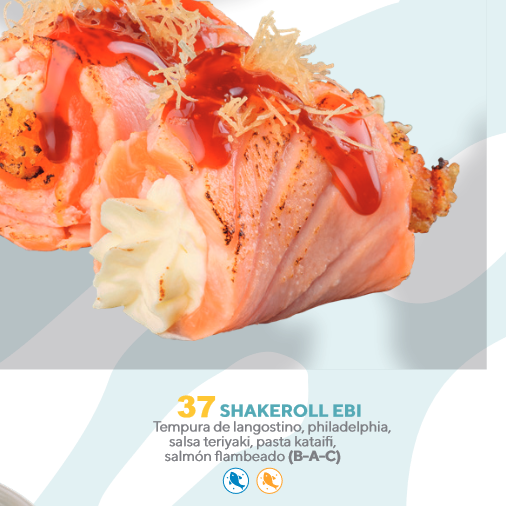 37 SHAKEROLL EBI
Tempura de langostino, philadelphia,
salsa teriyaki, pasta kataifi,
salmón flambeado (B-A-C)